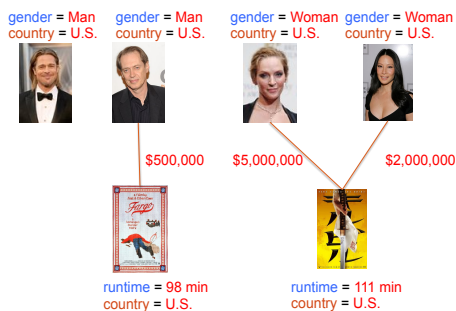 gender = Man
country = U.S.
gender = Man
country = U.S.
gender = Woman
country = U.S.
gender = Woman
country = U.S.
$500,000
$5,000,000
$2,000,000
Fargo
runtime = 98 min
country = U.S.
runtime = 111 min
country = U.S.